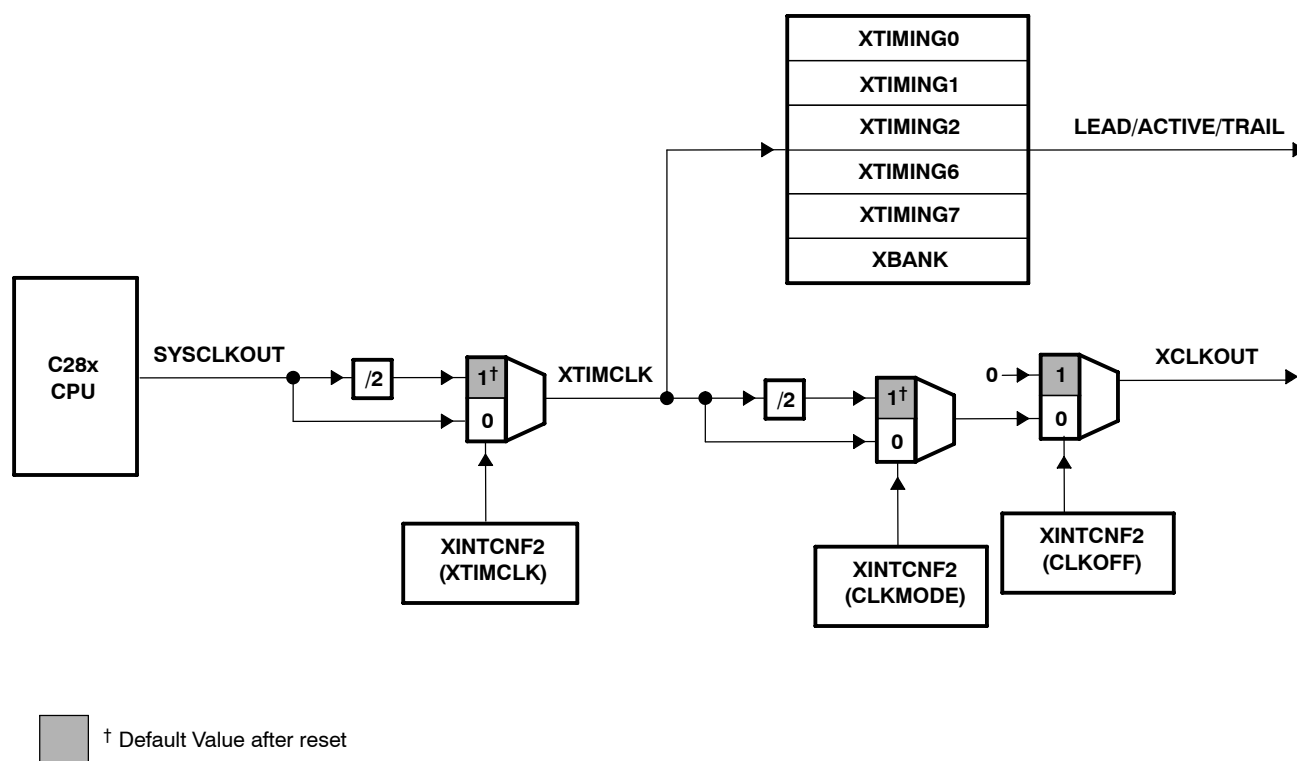 XTIMING0
XTIMING1
XTIMING2
LEAD/ACTIVE/TRAIL
XTIMING6
XTIMING7
XBANK
C28x
CPU
SYSCLKOUT
/2
1†
0
XTIMCLK
/2
1†
0
0
1
0
XCLKOUT
XINTCNF2
(XTIMCLK)
XINTCNF2
(CLKMODE)
XINTCNF2
(CLKOFF)
† Default Value after reset